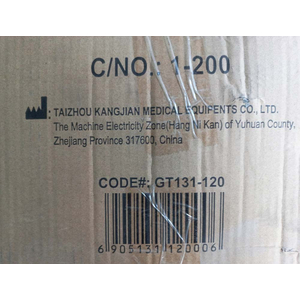 C/NO.: 1-200
: TAIZHOU KANGJIAN MEDICAL EQUIFENTS CO., LTD.
The Machine Electricity Zone(Hang Ni Kan) of Yuhuan County,
Zhejiang Province 317600, China
CODE#: GT131-120
6 905131 120006